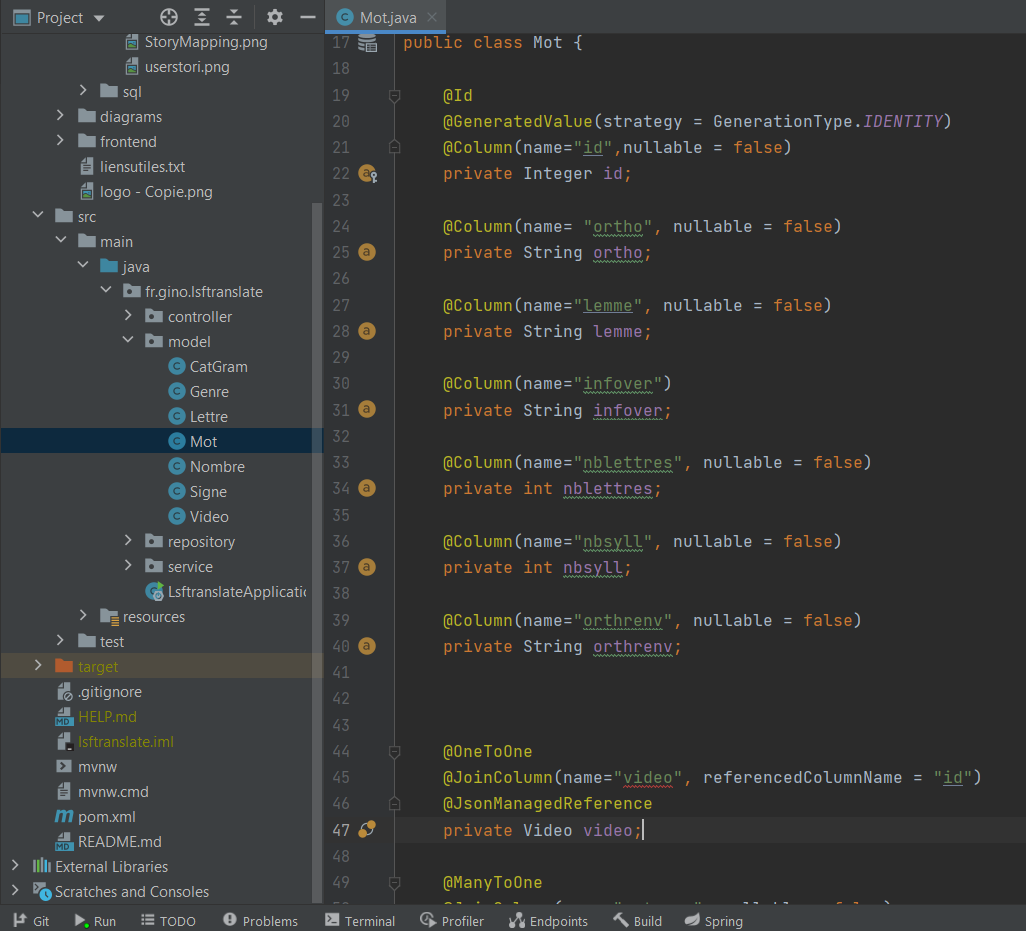 Project
Mot.java
StoryMapping.png
userstori.png
sql
diagrams
frontend
liensutiles.txt
logo - Copie.png
src
main
java
fr.gino.lsftranslate
controller
model
CatGram
Genre
Lettre
Mot
Nombre
Signe
Video
repository
service
LsftranslateApplicatic
resources
test
target
.gitignore
HELP.md
lsftranslate.iml
mvnw
mvnw.cmd
pom.xml
README.md
External Libraries
Scratches and Consoles
17 public class Mot {
18
19 @Id
20 @GeneratedValue(strategy = GenerationType.IDENTITY)
21 @Column(name="id",nullable = false)
22 private Integer id;
23
24 @Column(name= "ortho", nullable = false)
25 private String ortho;
26
27 @Column(name="lemme", nullable = false)
28 private String lemme;
29
30 @Column(name="infover")
31 private String infover;
32
33 @Column(name="nblettres", nullable = false)
34 private int nblettres;
35
36 @Column(name="nbsyll", nullable = false)
37 private int nbsyll;
38
39 @Column(name="orthrenv", nullable = false)
40 private String orthrenv;
41
42
43
44 @OneToOne
45 @JoinColumn(name="video", referencedColumnName = "id")
46 @JsonManagedReference
47 private Video video;
48
49 @ManyToOne
Git Run TODO Problems Terminal Profiler Endpoints Build Spring